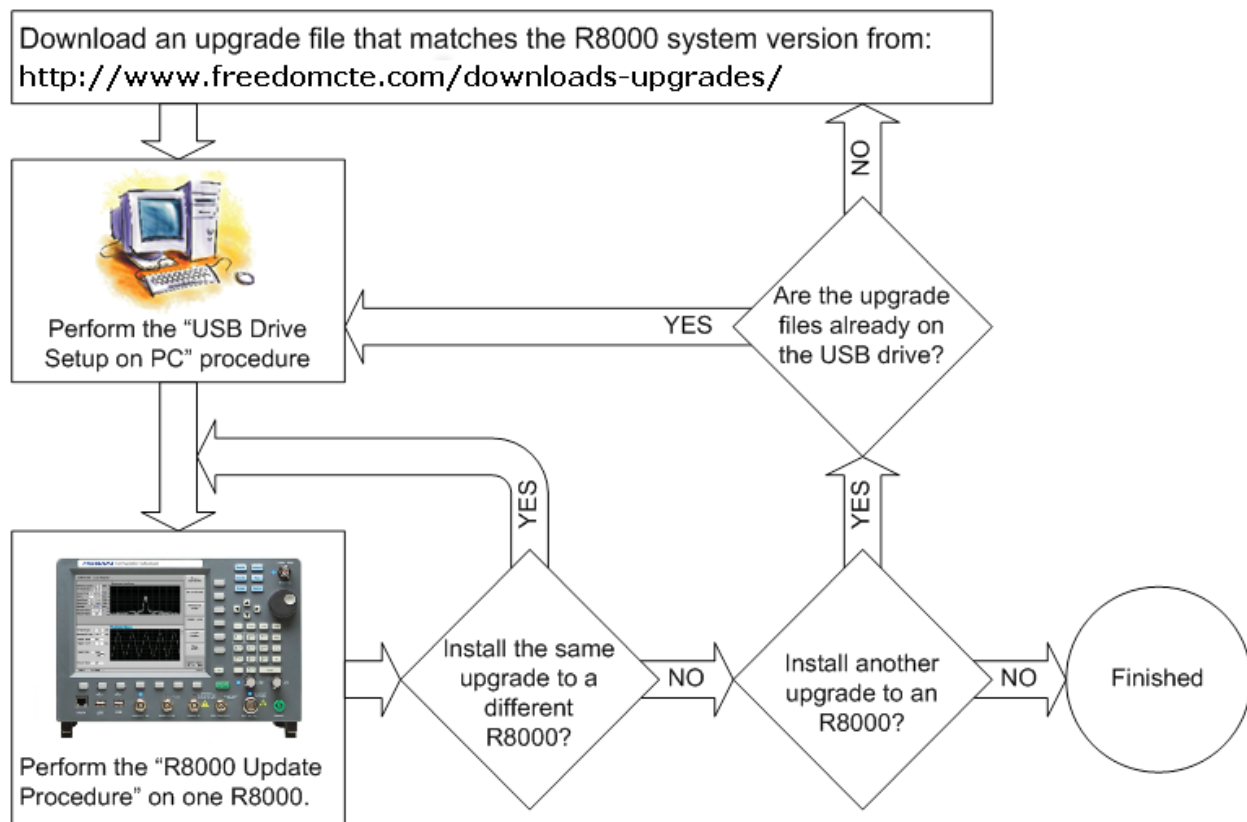 Download an upgrade file that matches the R8000 system version from:
http://www.freedomcte.com/downloads-upgrades/
NO
Perform the “USB Drive
Setup on PC” procedure
YES
Are the upgrade
files already on
the USB drive?
YES
YES
Perform the “R8000 Update
Procedure” on one R8000.
Install the same
upgrade to a
different
R8000?
NO
Install another
upgrade to an
R8000?
NO
Finished